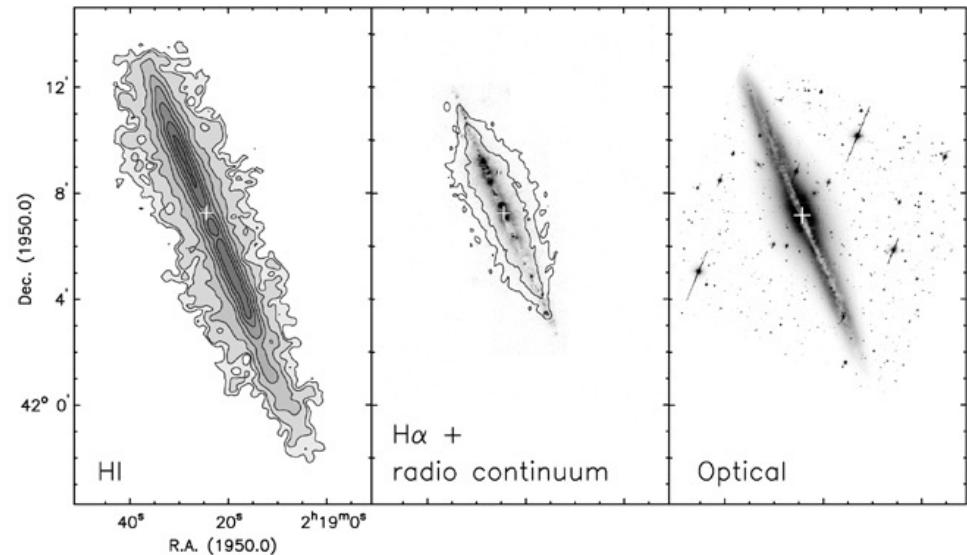 12'
8'
4'
42° 0'
Dec. (1950.0)
HI
Hα +
radio continuum
Optical
40ˢ 20ˢ 2ʰ19ᵐ0ˢ
R.A. (1950.0)